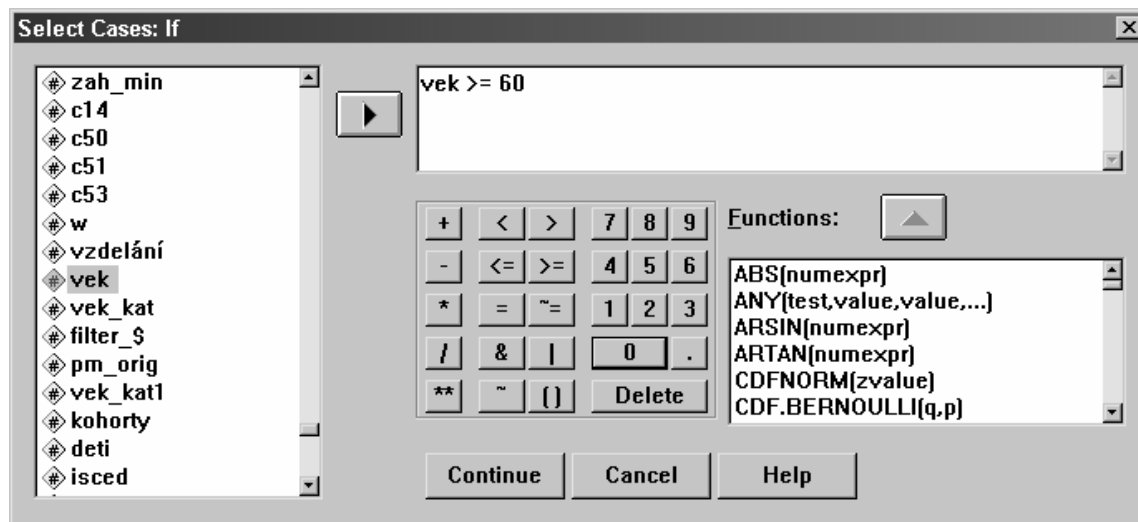 Select Cases: If
zah_min
c14
c50
c51
c53
w
vzdelání
vek
vek_kat
filter_$
pm_orig
vek_kat1
kohorty
deti
isced
vek >= 60
+ < > 7 8 9
- <= >= 4 5 6
* = ~= 1 2 3
/ & | 0 .
** ~ () Delete
Functions:
ABS(numexpr)
ANY(test,value,value,...)
ARSIN(numexpr)
ARTAN(numexpr)
CDFNORM(zvalue)
CDF.BERNOULLI(q,p)
Continue Cancel Help